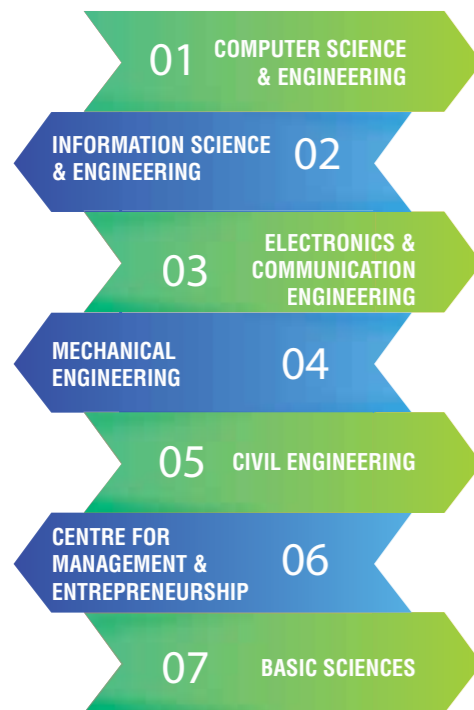 01 COMPUTER SCIENCE
& ENGINEERING
INFORMATION SCIENCE 02
& ENGINEERING
ELECTRONICS &
03 COMMUNICATION
ENGINEERING
MECHANICAL 04
ENGINEERING
05 CIVIL ENGINEERING
CENTRE FOR
MANAGEMENT & 06
ENTREPRENEURSHIP
07 BASIC SCIENCES